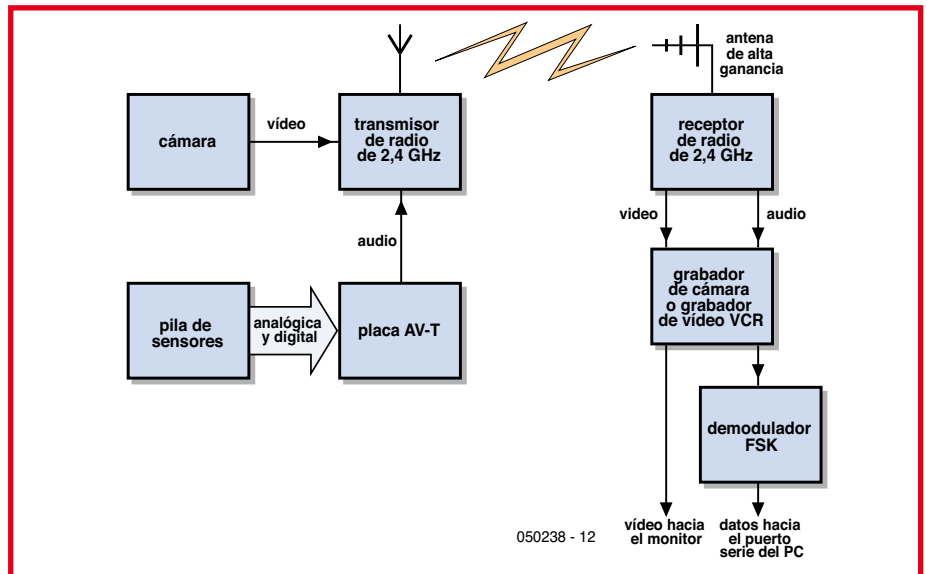 antena
de alta
ganancia
cámara
vídeo
transmisor
de radio
de 2,4 GHz
receptor
de radio
de 2,4 GHz
audio
video
audio
pila de
sensores
analógica
y digital
placa AV-T
grabador
de cámara
o grabador
de vídeo VCR
demodulador
FSK
050238 - 12
vídeo hacia
el monitor
datos hacia
el puerto
serie del PC